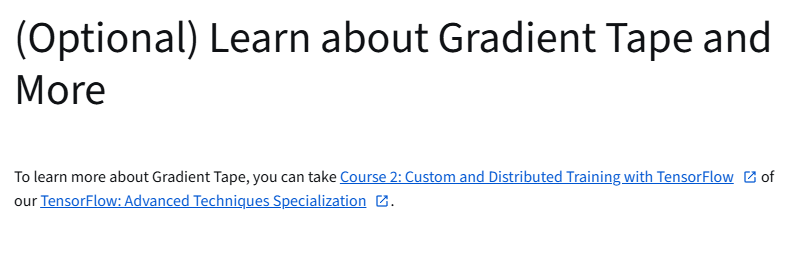 (Optional) Learn about Gradient Tape and
More
To learn more about Gradient Tape, you can take Course 2: Custom and Distributed Training with TensorFlow of
our TensorFlow: Advanced Techniques Specialization .